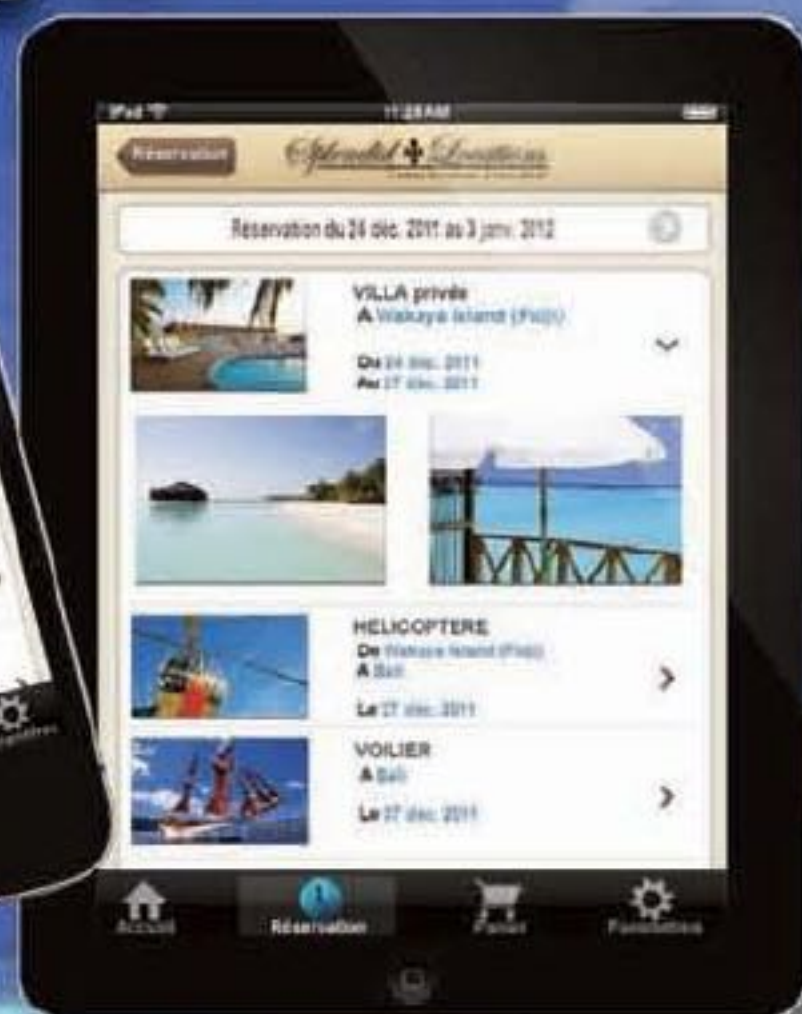 iPad
11:28 AM
Réservation
Splendid Locations
Réservation du 24 déc. 2011 au 3 janv. 2012
VILLA privée
A Wakaya Island (Fidji)
Du 24 déc. 2011
Au 27 déc. 2011
HELICOPTERE
De Wakaya Island (Fidji)
A Bali
Le 27 déc. 2011
VOILIER
A Bali
Le 27 déc. 2011
Accueil
Réservation
Panier
Paramètres